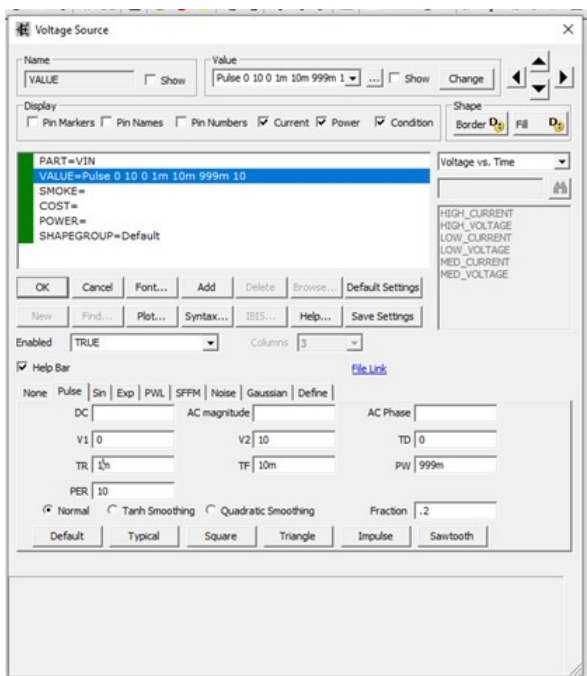 Voltage Source
Name
VALUE
Show
Value
Pulse 0 10 0 1m 10m 999m 1
...
Show
Change
Display
Pin Markers Pin Names Pin Numbers Current Power Condition
Shape
Border Fill
PART=VIN
VALUE=Pulse 0 10 0 1m 10m 999m 10
SMOKE=
COST=
POWER=
SHAPEGROUP=Default
Voltage vs. Time
HIGH_CURRENT
HIGH_VOLTAGE
LOW_CURRENT
LOW_VOLTAGE
MED_CURRENT
MED_VOLTAGE
OK Cancel Font... Add Delete Browse... Default Settings
New Find... Plot... Syntax... IBIS... Help... Save Settings
Enabled TRUE Columns 3
Help Bar File Link
None Pulse Sin Exp PWL SFFM Noise Gaussian Define
DC AC magnitude AC Phase
V1 0 V2 10 TD 0
TR 1m TF 10m PW 999m
PER 10
Normal Tanh Smoothing Quadratic Smoothing Fraction .2
Default Typical Square Triangle Impulse Sawtooth